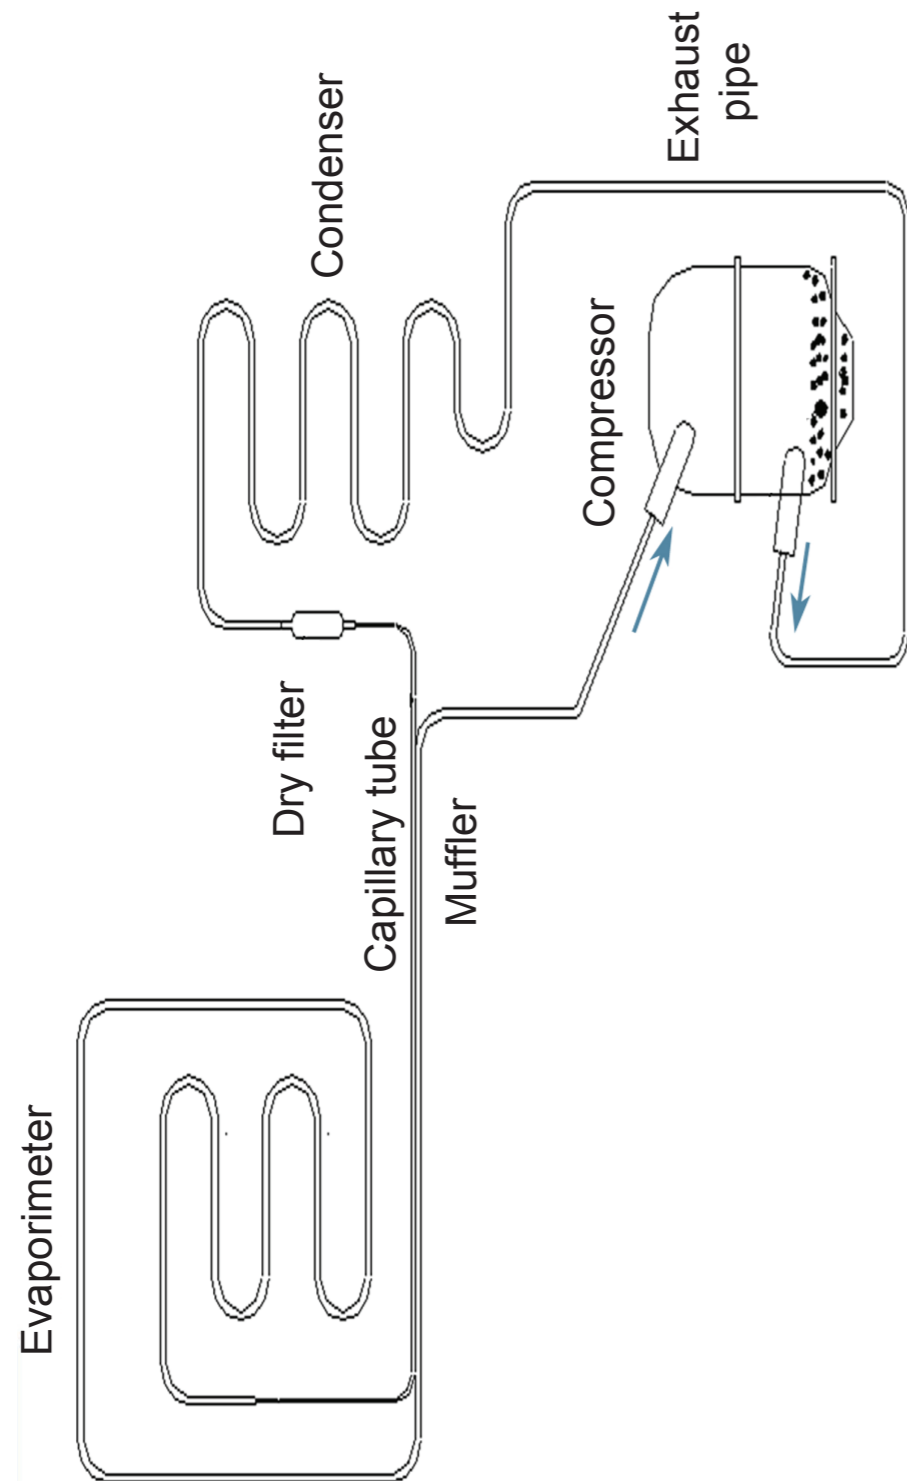 Evaporimeter
Dry filter
Capillary tube
Muffler
Condenser
Compressor
Exhaust
pipe